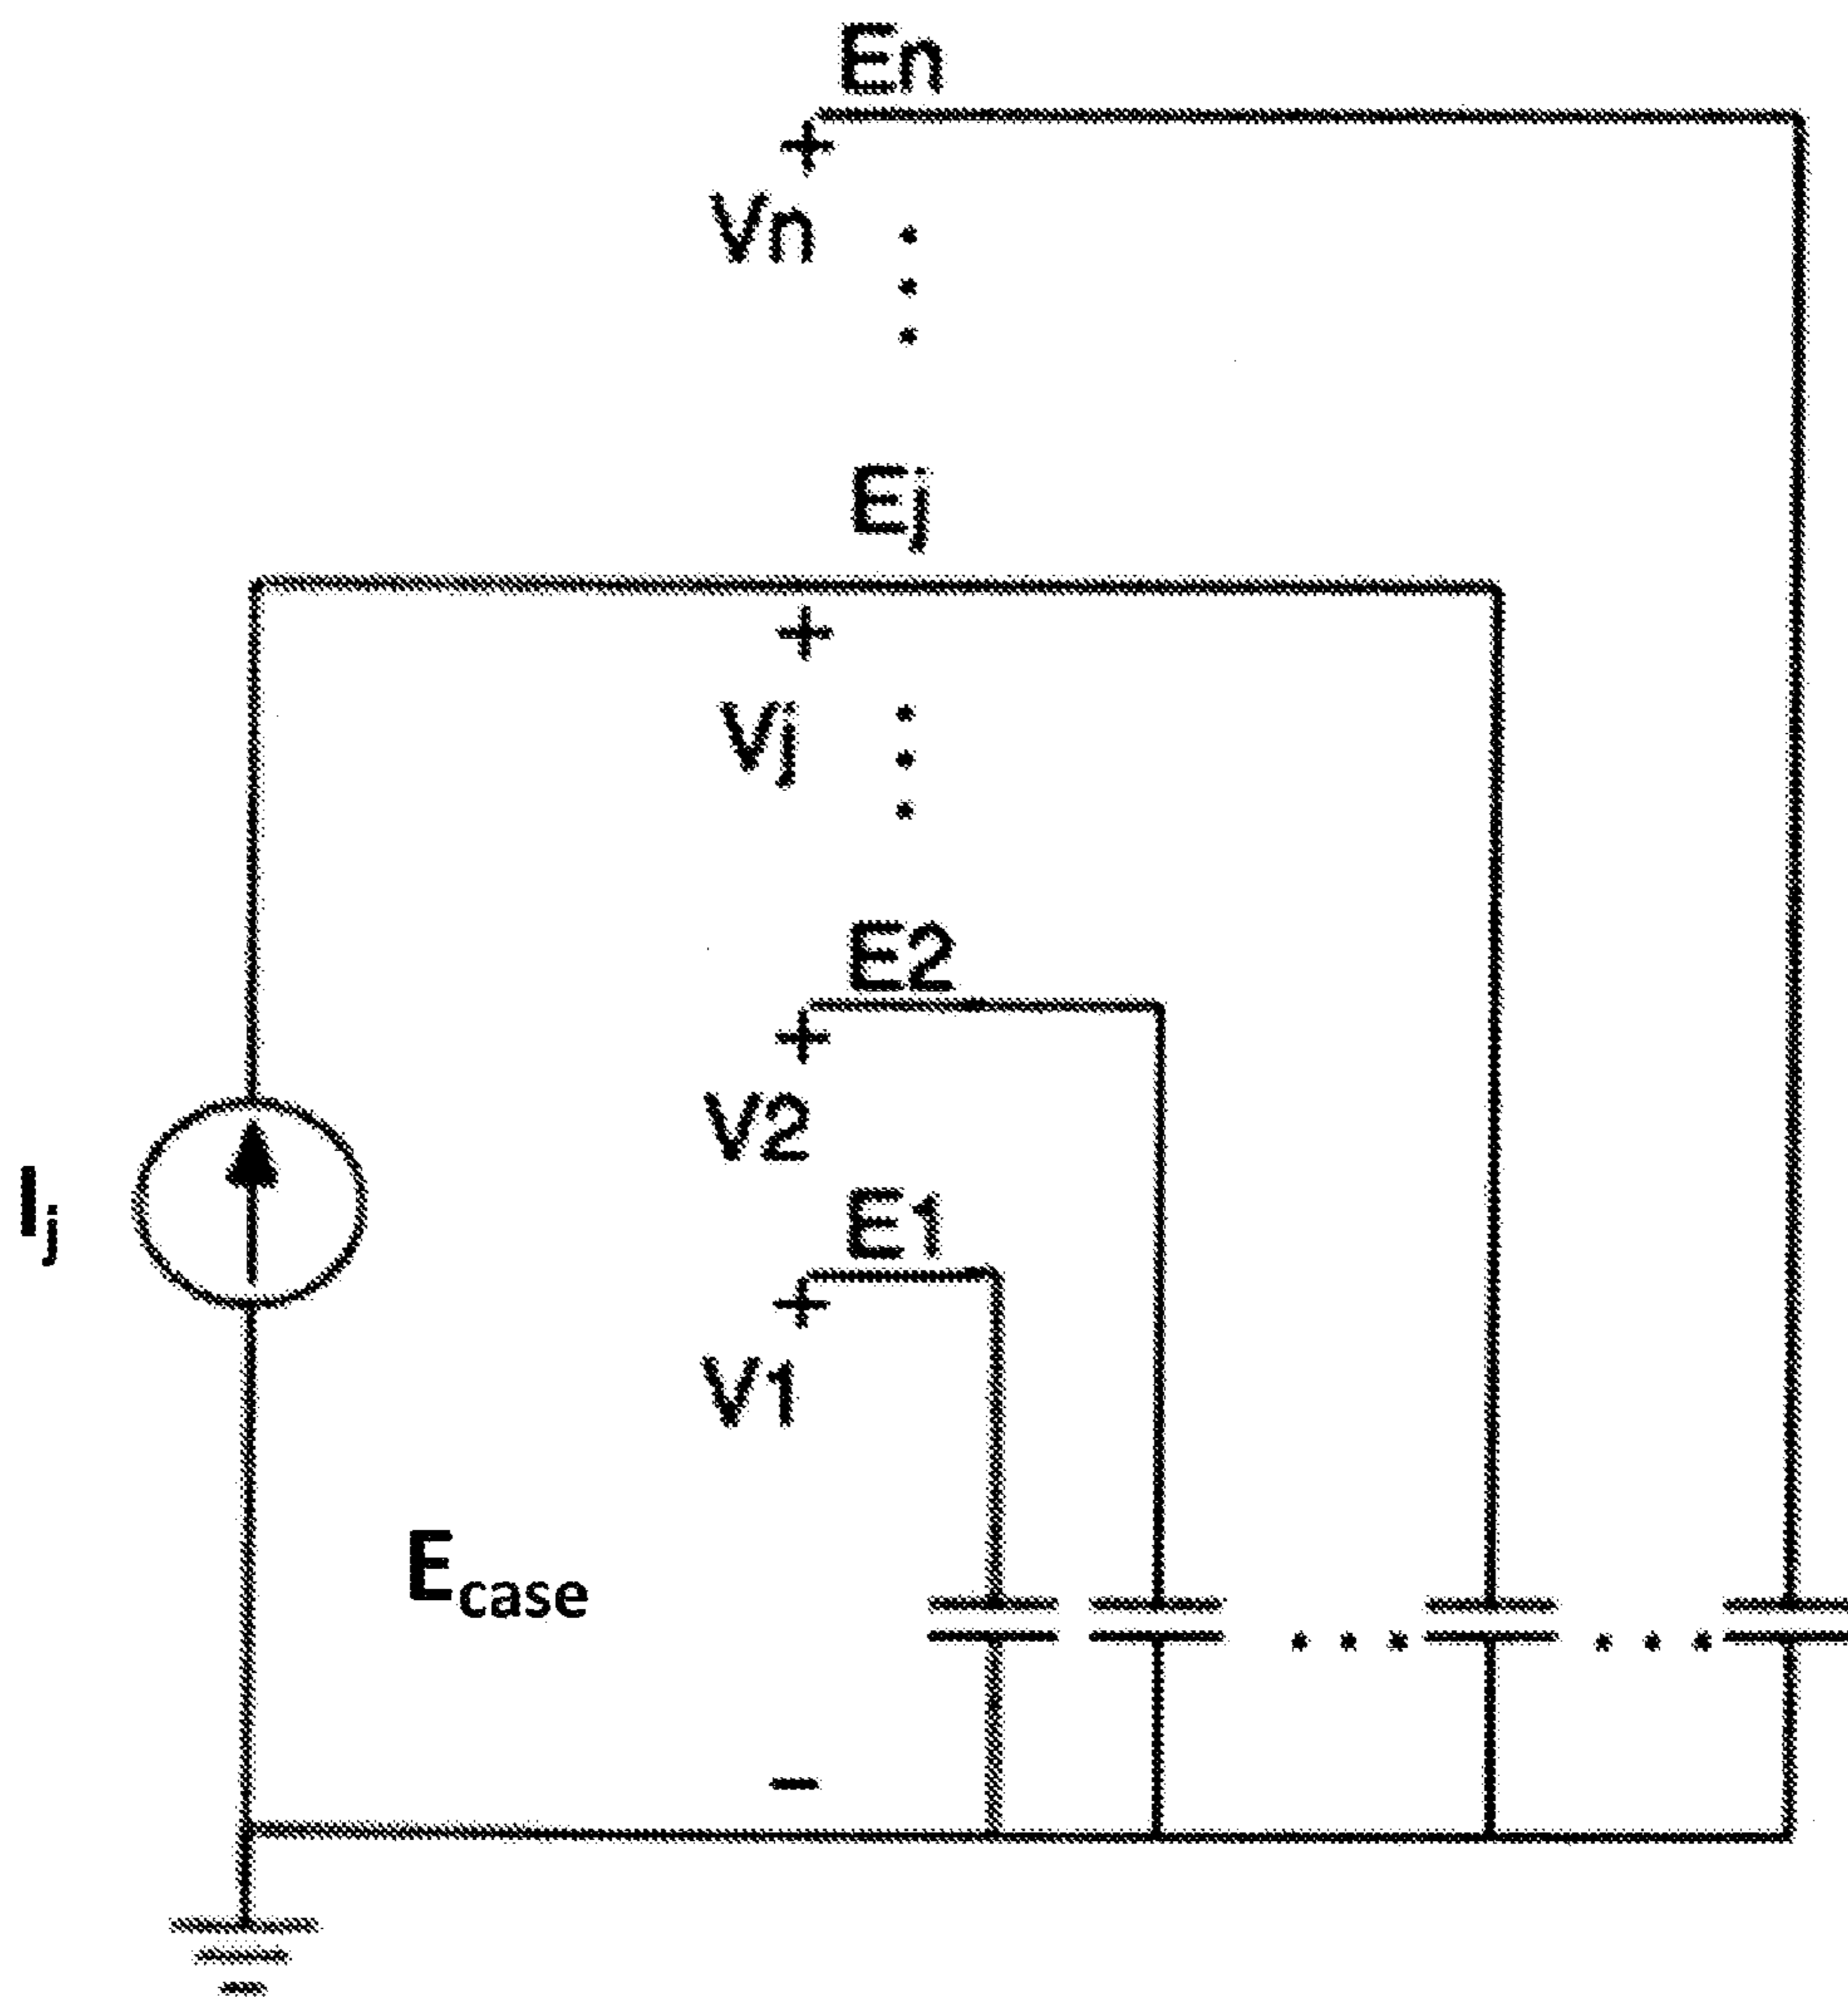 En
+
Vn
Ej
+
Vj
E2
+
V2
E1
+
V1
Ij
Ecase
−